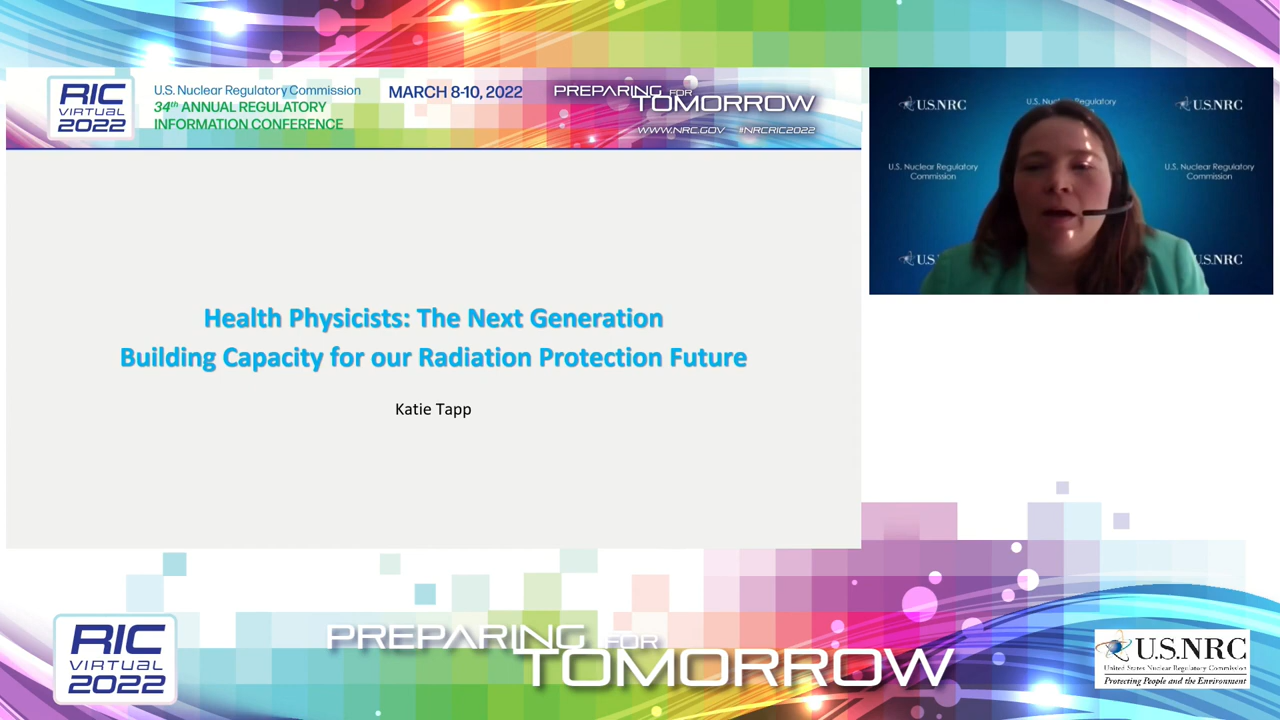 RIC
VIRTUAL
2022
U.S. Nuclear Regulatory Commission
34th ANNUAL REGULATORY
INFORMATION CONFERENCE
MARCH 8-10, 2022
PREPARING FOR
TOMORROW
WWW.NRC.GOV #NRCRIC2022
Health Physicists: The Next Generation
Building Capacity for our Radiation Protection Future
Katie Tapp
U.S.NRC
U.S. Regulatory
U.S.NRC
U.S. Nuclear Regulatory
Commission
U.S. Nuclear Regulatory
Commission
U.S.
U.S.NRC
RIC
VIRTUAL
2022
PREPARING FOR
TOMORROW
U.S.NRC
United States Nuclear Regulatory Commission
Protecting People and the Environment